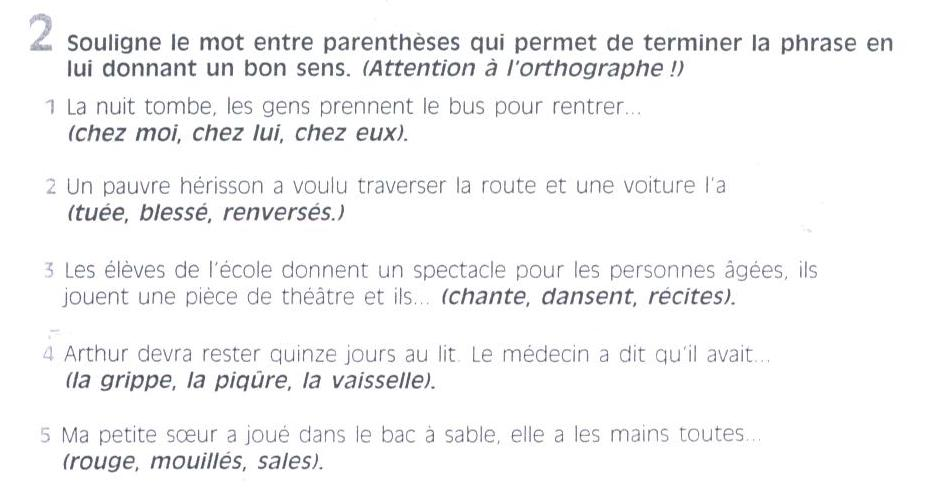 2 Souligne le mot entre parenthèses qui permet de terminer la phrase en
lui donnant un bon sens. (Attention à l'orthographe !)
1 La nuit tombe, les gens prennent le bus pour rentrer...
(chez moi, chez lui, chez eux).
2 Un pauvre hérisson a voulu traverser la route et une voiture l'a
(tuée, blessé, renversés.)
3 Les élèves de l'école donnent un spectacle pour les personnes âgées, ils
jouent une pièce de théâtre et ils... (chante, dansent, récites).
4 Arthur devra rester quinze jours au lit. Le médecin a dit qu'il avait...
(la grippe, la piqûre, la vaisselle).
5 Ma petite sœur a joué dans le bac à sable, elle a les mains toutes...
(rouge, mouillés, sales).